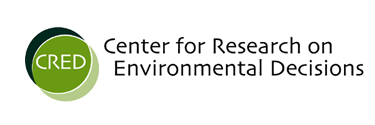 CRED
Center for Research on
Environmental Decisions